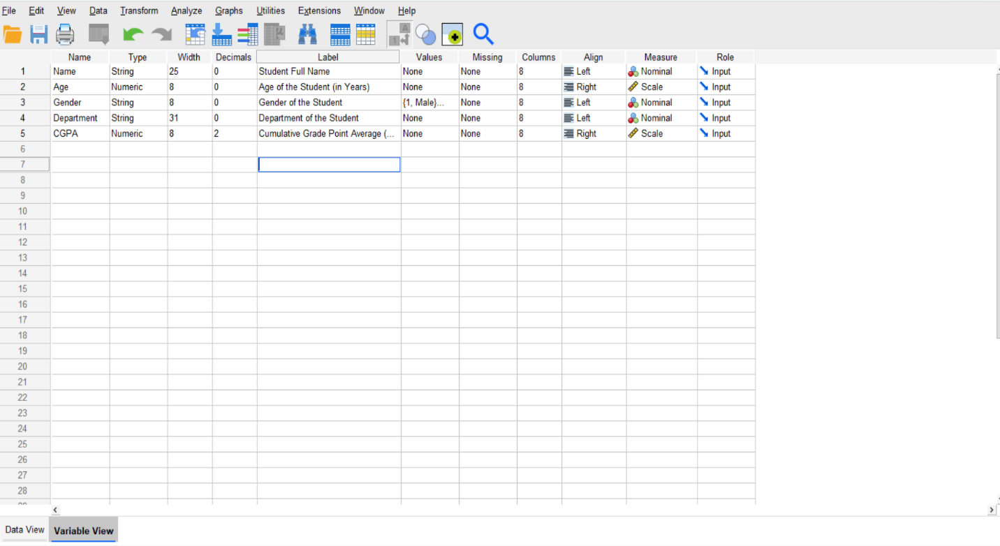 File Edit View Data Transform Analyze Graphs Utilities Extensions Window Help
Name Type Width Decimals Label Values Missing Columns Align Measure Role
1 Name String 25 0 Student Full Name None None 8 Left Nominal Input
2 Age Numeric 8 0 Age of the Student (in Years) None None 8 Right Scale Input
3 Gender String 8 0 Gender of the Student {1, Male}... None 8 Left Nominal Input
4 Department String 31 0 Department of the Student None None 8 Left Nominal Input
5 CGPA Numeric 8 2 Cumulative Grade Point Average (... None None 8 Right Scale Input
6
7
8
9
10
11
12
13
14
15
16
17
18
19
20
21
22
23
24
25
26
27
28
Data View Variable View